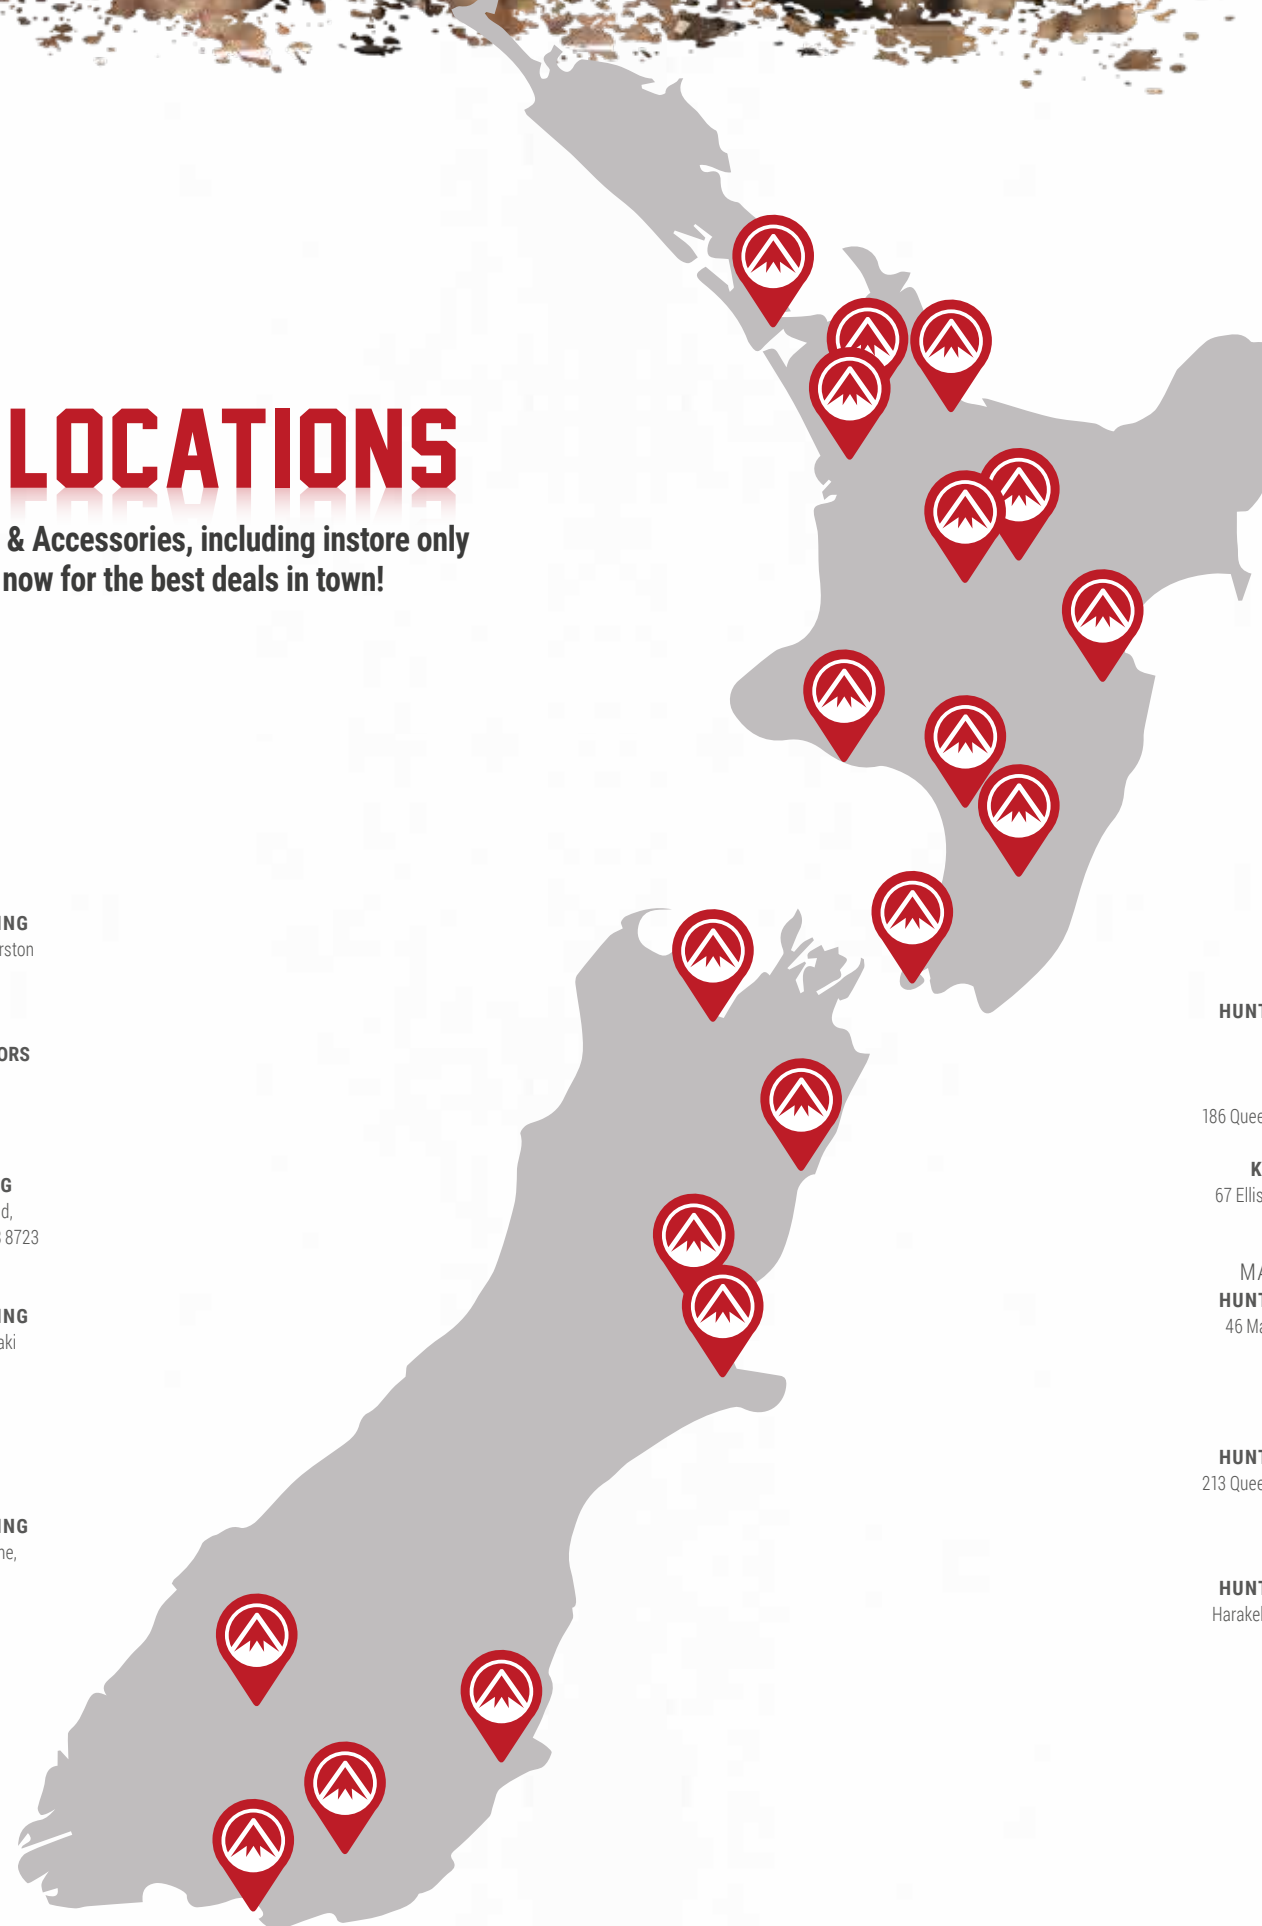 LOCATIONS
& Accessories, including instore only
now for the best deals in town!
ING
rston
ORS
G
d,
8723
ING
aki
ING
ne,
HUNT
186 Quee
K
67 Ellis
MA
HUNT
46 Ma
HUNT
213 Quee
HUNT
Harakel